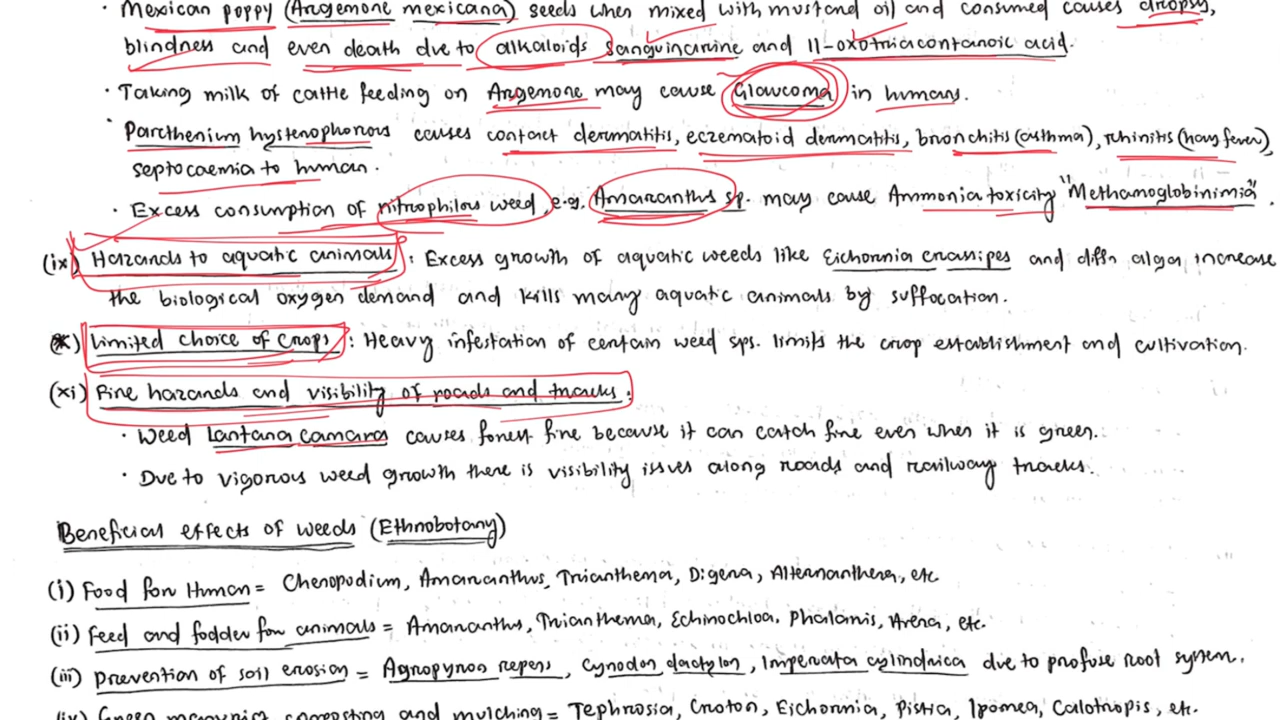 · Mexican poppy (Argemone mexicana) seeds when mixed with mustard oil and consumed causes dropsy,
blindness and even death due to alkaloids sanguinarine and 11-oxotriacontanoic acid.
· Taking milk of cattle feeding on Argemone may cause Glaucoma in humans.
· Parthenium hysterophorous causes contact dermatitis, eczematoid dermatitis, bronchitis (asthma), rhinitis (hay fever),
septocaemia to human.
· Excess consumption of nitrophilous weed, e.g. Amaranthus sp. may cause Ammonia toxicity "Methamoglobinimia".
(ix) Hazards to aquatic animals : Excess growth of aquatic weeds like Eichornia crassipes and diffn algae increase
the biological oxygen demand and kills many aquatic animals by suffocation.
(x) Limited choice of crops : Heavy infestation of certain weed sps. limits the crop establishment and cultivation.
(xi) Fire hazards and visibility of roads and tracks :
· Weed Lantana camara causes forest fire because it can catch fire even when it is green.
· Due to vigorous weed growth there is visibility issues along roads and railway tracks.
Beneficial effects of weeds (Ethnobotany)
(i) Food for Human = Chenopodium, Amaranthus, Trianthema, Digera, Alternanthera, etc
(ii) Feed and fodder for animals = Amaranthus, Trianthema, Echinochloa, Phalaris, Avena, etc.
(iii) Prevention of soil erosion = Agropyron repens, Cynodon dactylon, Imperata cylindrica due to profuse root system.
(iv) Green manuring, composting and mulching = Tephrosia, Croton, Eichornia, Pistia, Ipomea, Calotropis, etc.